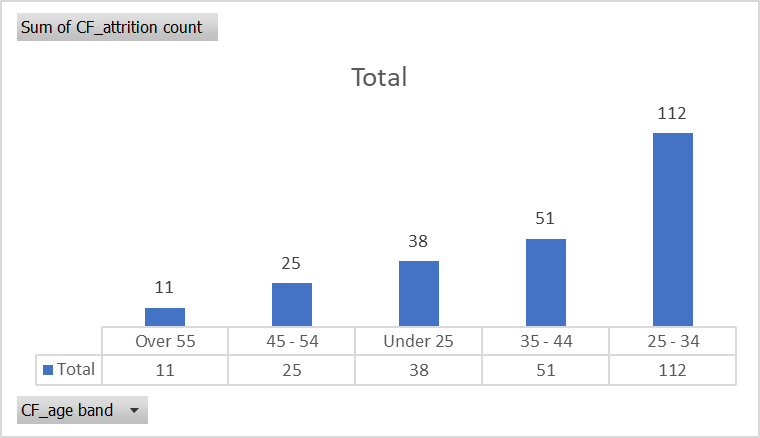 Sum of CF_attrition count
Total
112
51
38
25
11
Over 55 45 - 54 Under 25 35 - 44 25 - 34
Total 11 25 38 51 112
CF_age band